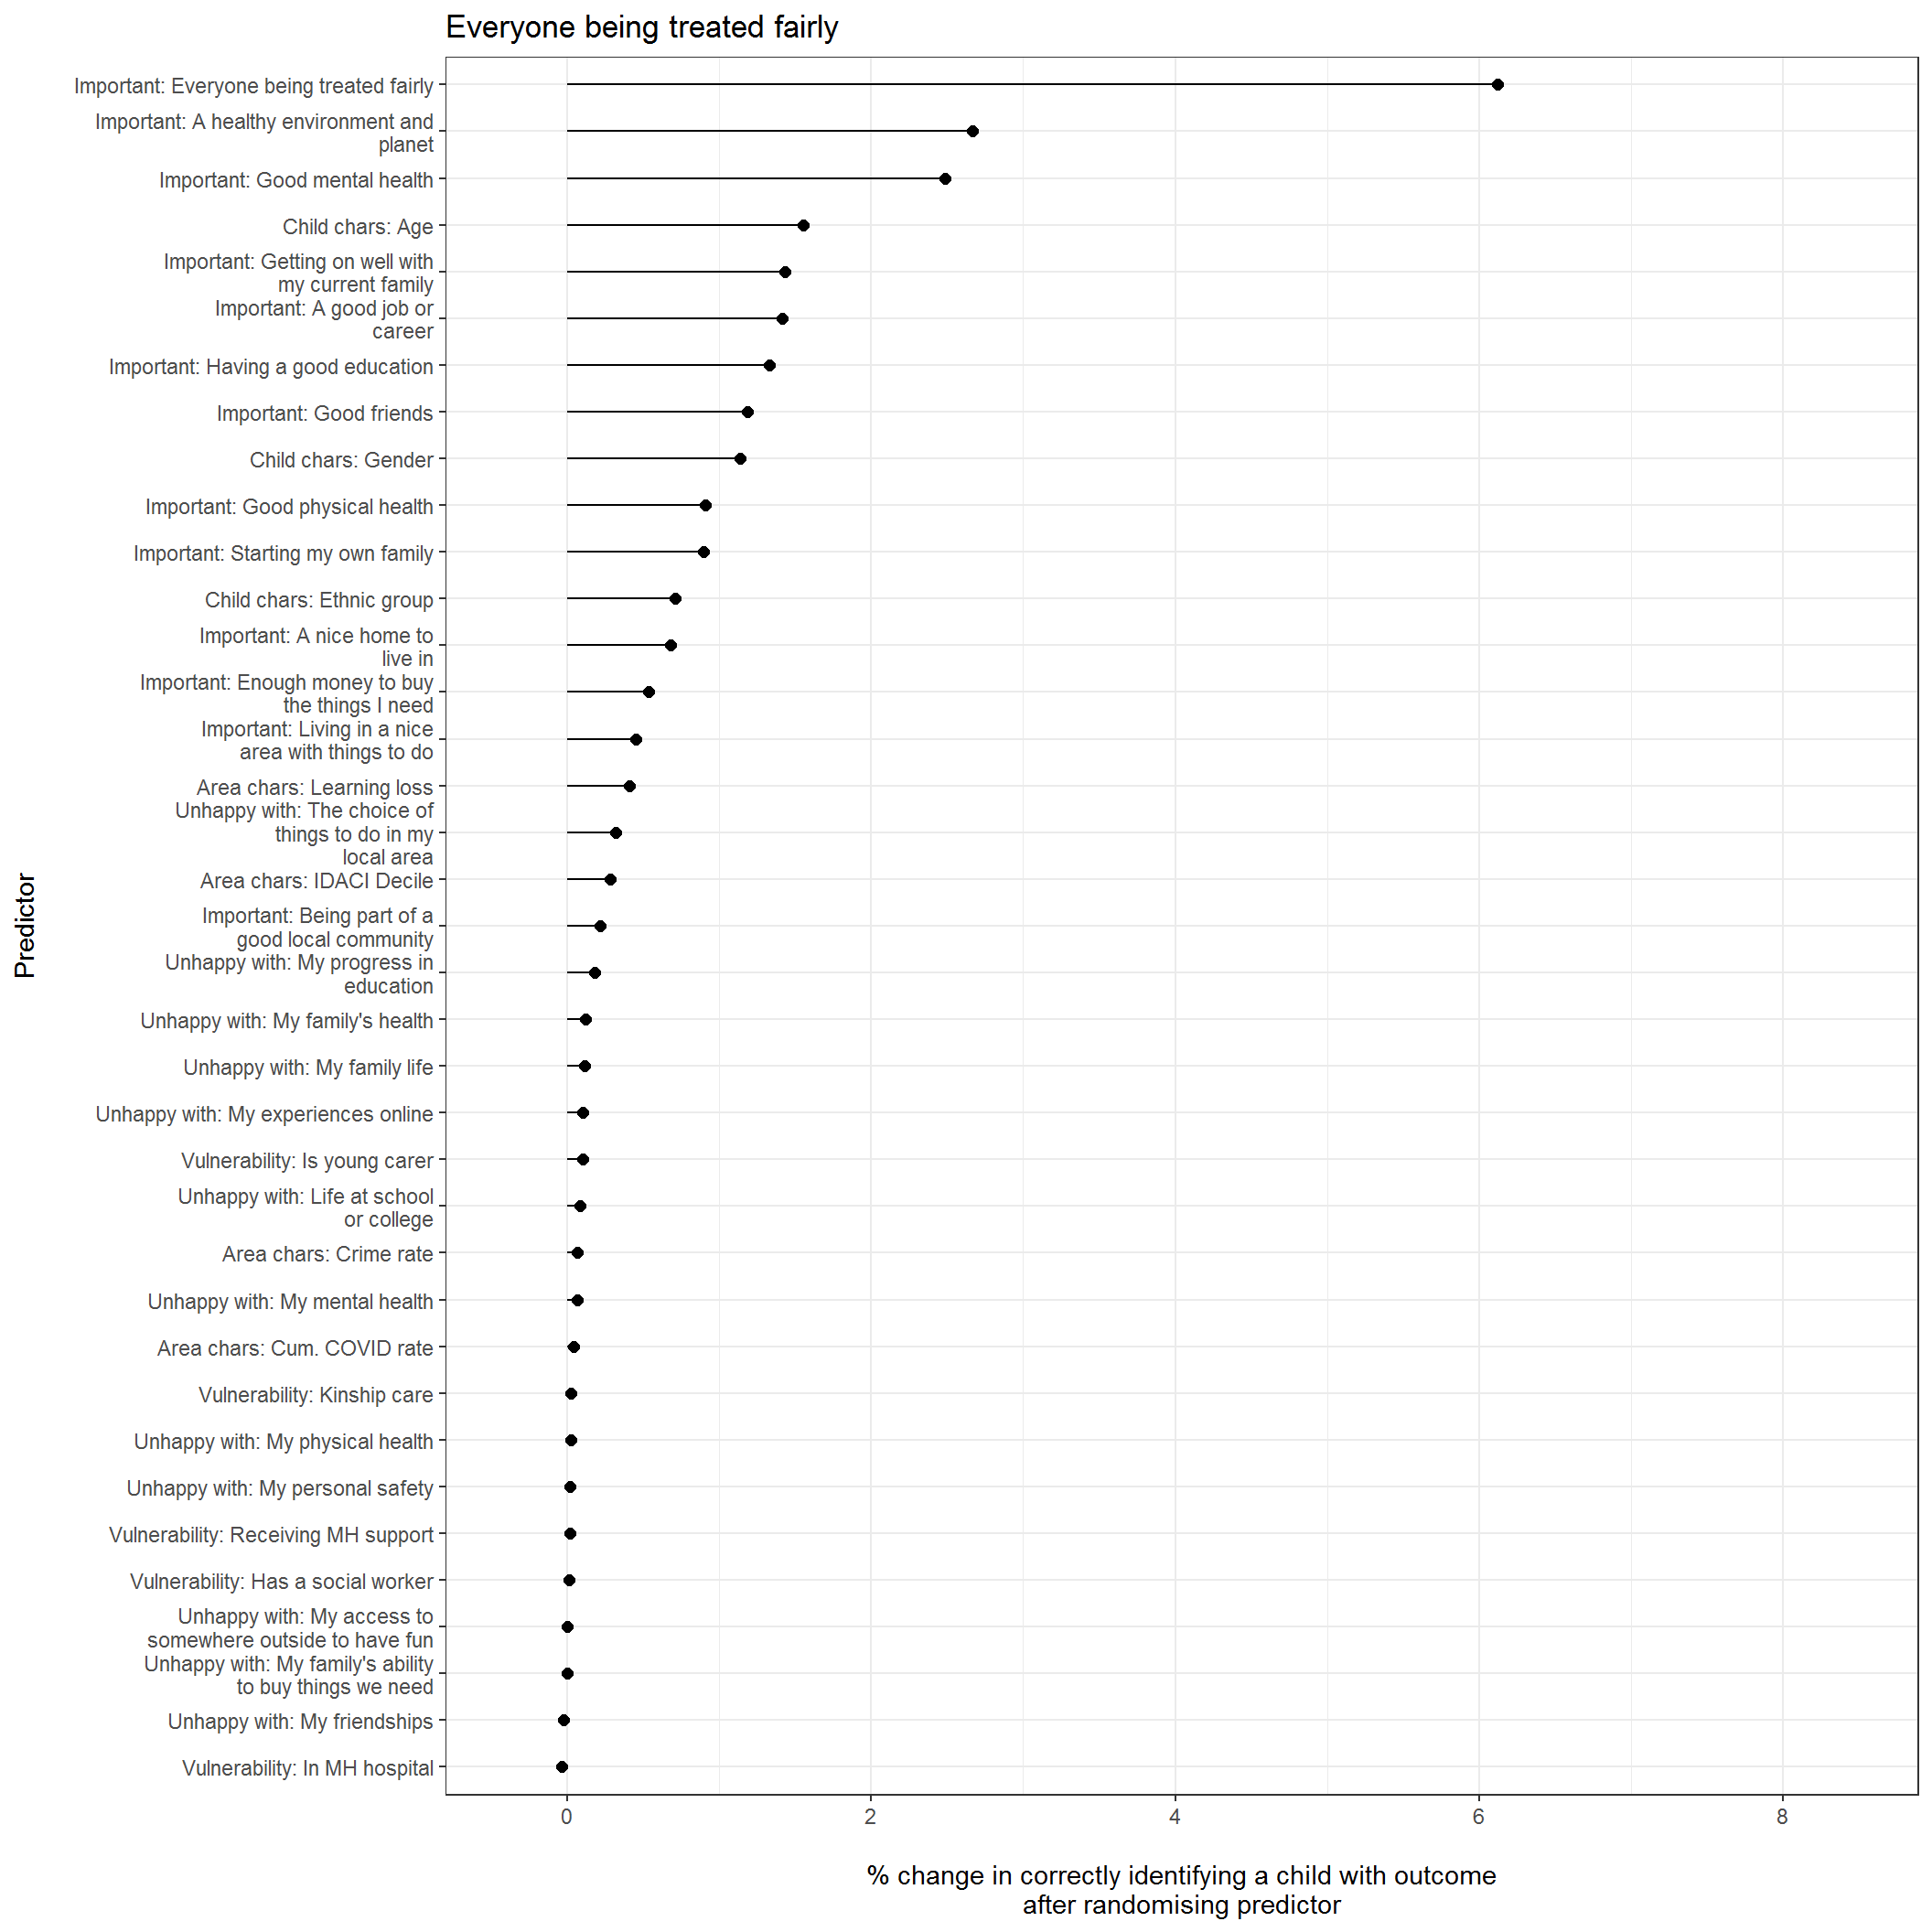 Everyone being treated fairly
Important: Everyone being treated fairly
Important: A healthy environment and
planet
Important: Good mental health
Child chars: Age
Important: Getting on well with
my current family
Important: A good job or
career
Important: Having a good education
Important: Good friends
Child chars: Gender
Important: Good physical health
Important: Starting my own family
Child chars: Ethnic group
Important: A nice home to
live in
Important: Enough money to buy
the things I need
Important: Living in a nice
area with things to do
Area chars: Learning loss
Unhappy with: The choice of
things to do in my
local area
Area chars: IDACI Decile
Important: Being part of a
good local community
Unhappy with: My progress in
education
Unhappy with: My family's health
Unhappy with: My family life
Unhappy with: My experiences online
Vulnerability: Is young carer
Unhappy with: Life at school
or college
Area chars: Crime rate
Unhappy with: My mental health
Area chars: Cum. COVID rate
Vulnerability: Kinship care
Unhappy with: My physical health
Unhappy with: My personal safety
Vulnerability: Receiving MH support
Vulnerability: Has a social worker
Unhappy with: My access to
somewhere outside to have fun
Unhappy with: My family's ability
to buy things we need
Unhappy with: My friendships
Vulnerability: In MH hospital
Predictor
0 2 4 6 8
% change in correctly identifying a child with outcome
after randomising predictor